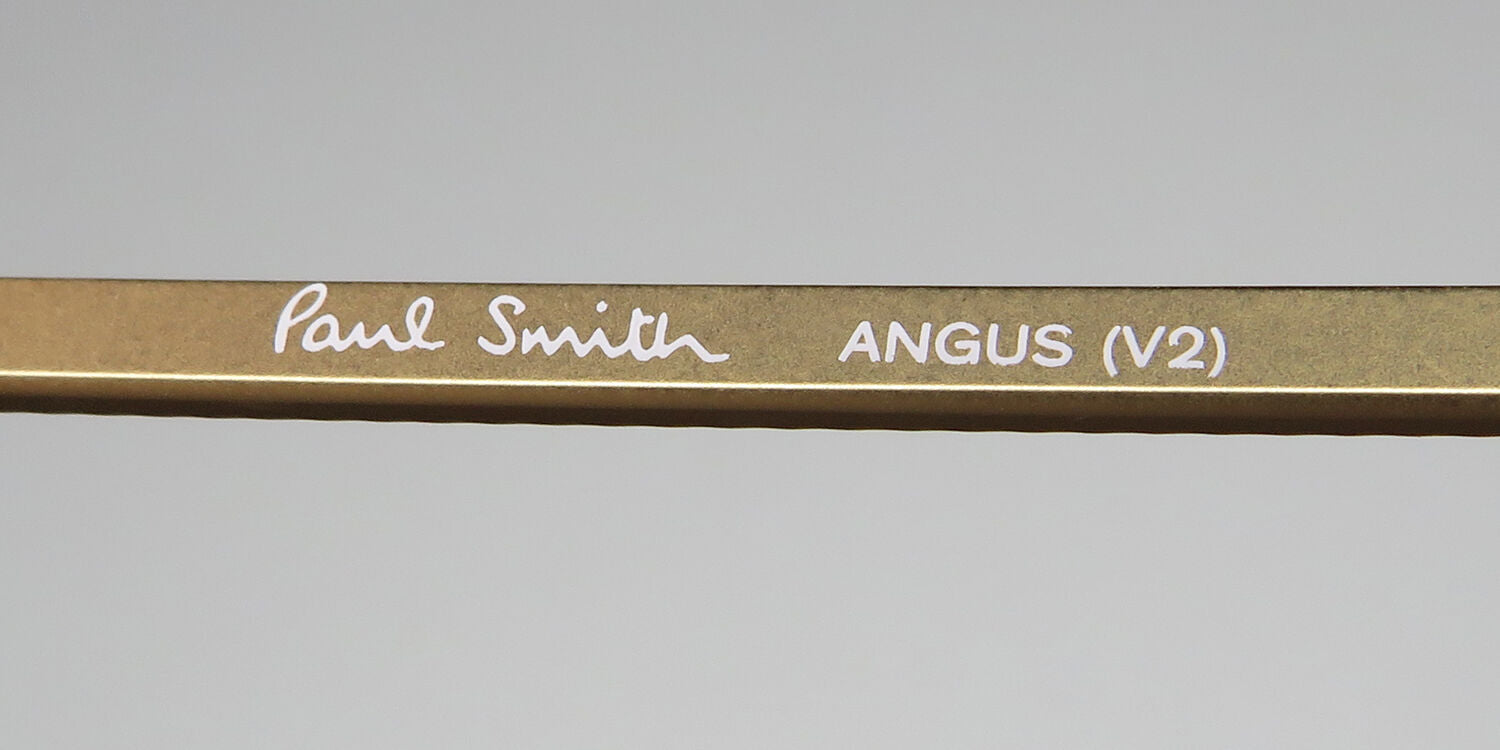 Paul Smith ANGUS (V2)